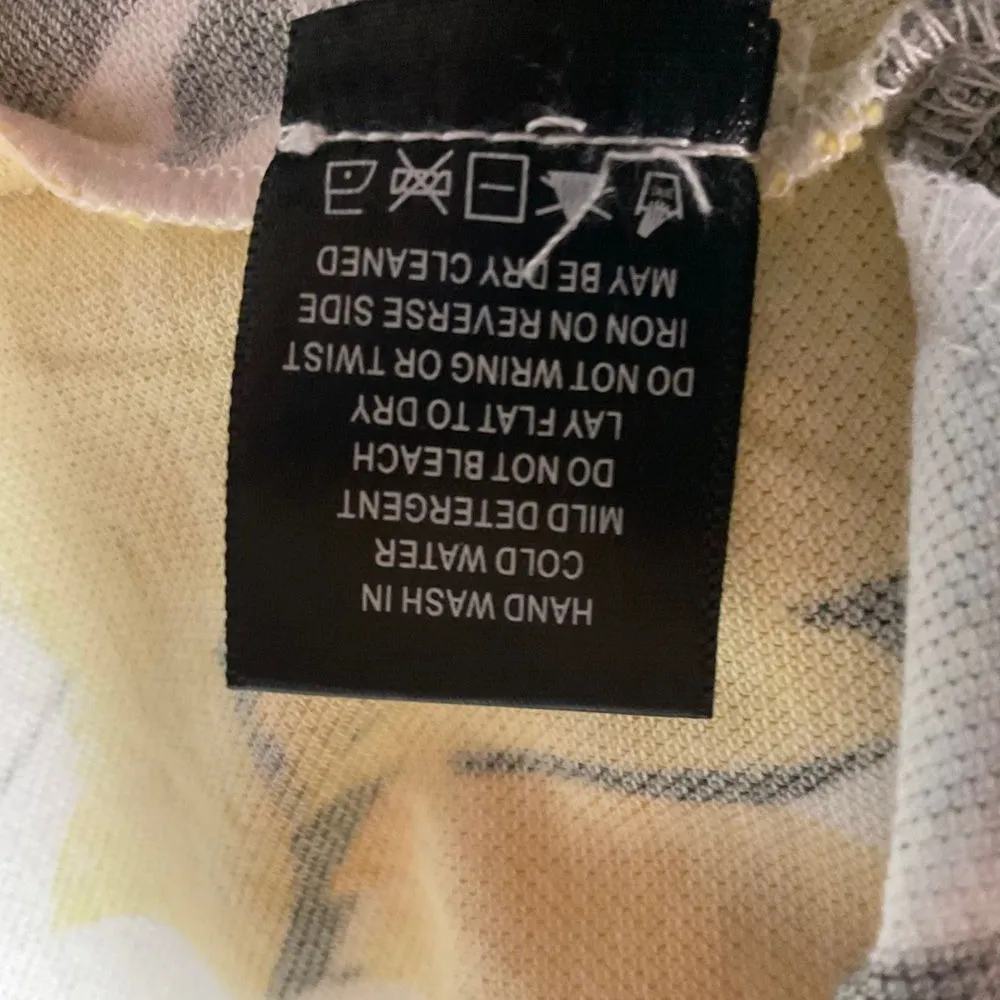 HAND WASH IN
COLD WATER
MILD DETERGENT
DO NOT BLEACH
LAY FLAT TO DRY
DO NOT WRING OR TWIST
IRON ON REVERSE SIDE
MAY BE DRY CLEANED